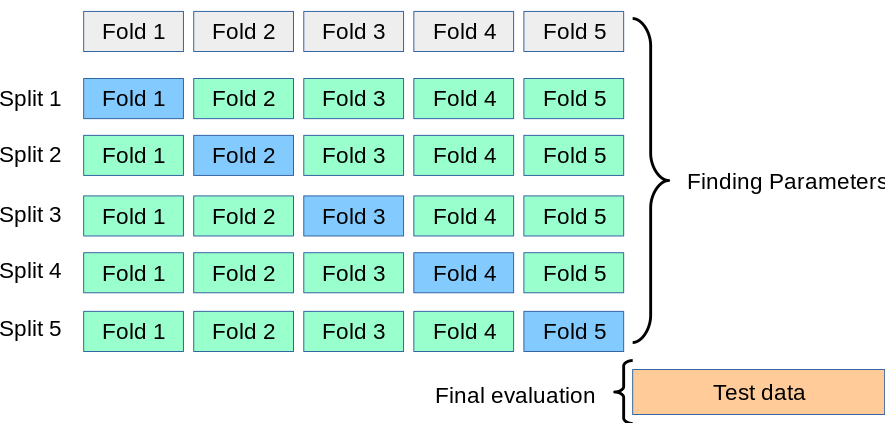 Fold 1 Fold 2 Fold 3 Fold 4 Fold 5
Split 1 Fold 1 Fold 2 Fold 3 Fold 4 Fold 5
Split 2 Fold 1 Fold 2 Fold 3 Fold 4 Fold 5
Finding Parameters
Split 3 Fold 1 Fold 2 Fold 3 Fold 4 Fold 5
Split 4 Fold 1 Fold 2 Fold 3 Fold 4 Fold 5
Split 5 Fold 1 Fold 2 Fold 3 Fold 4 Fold 5
Final evaluation Test data